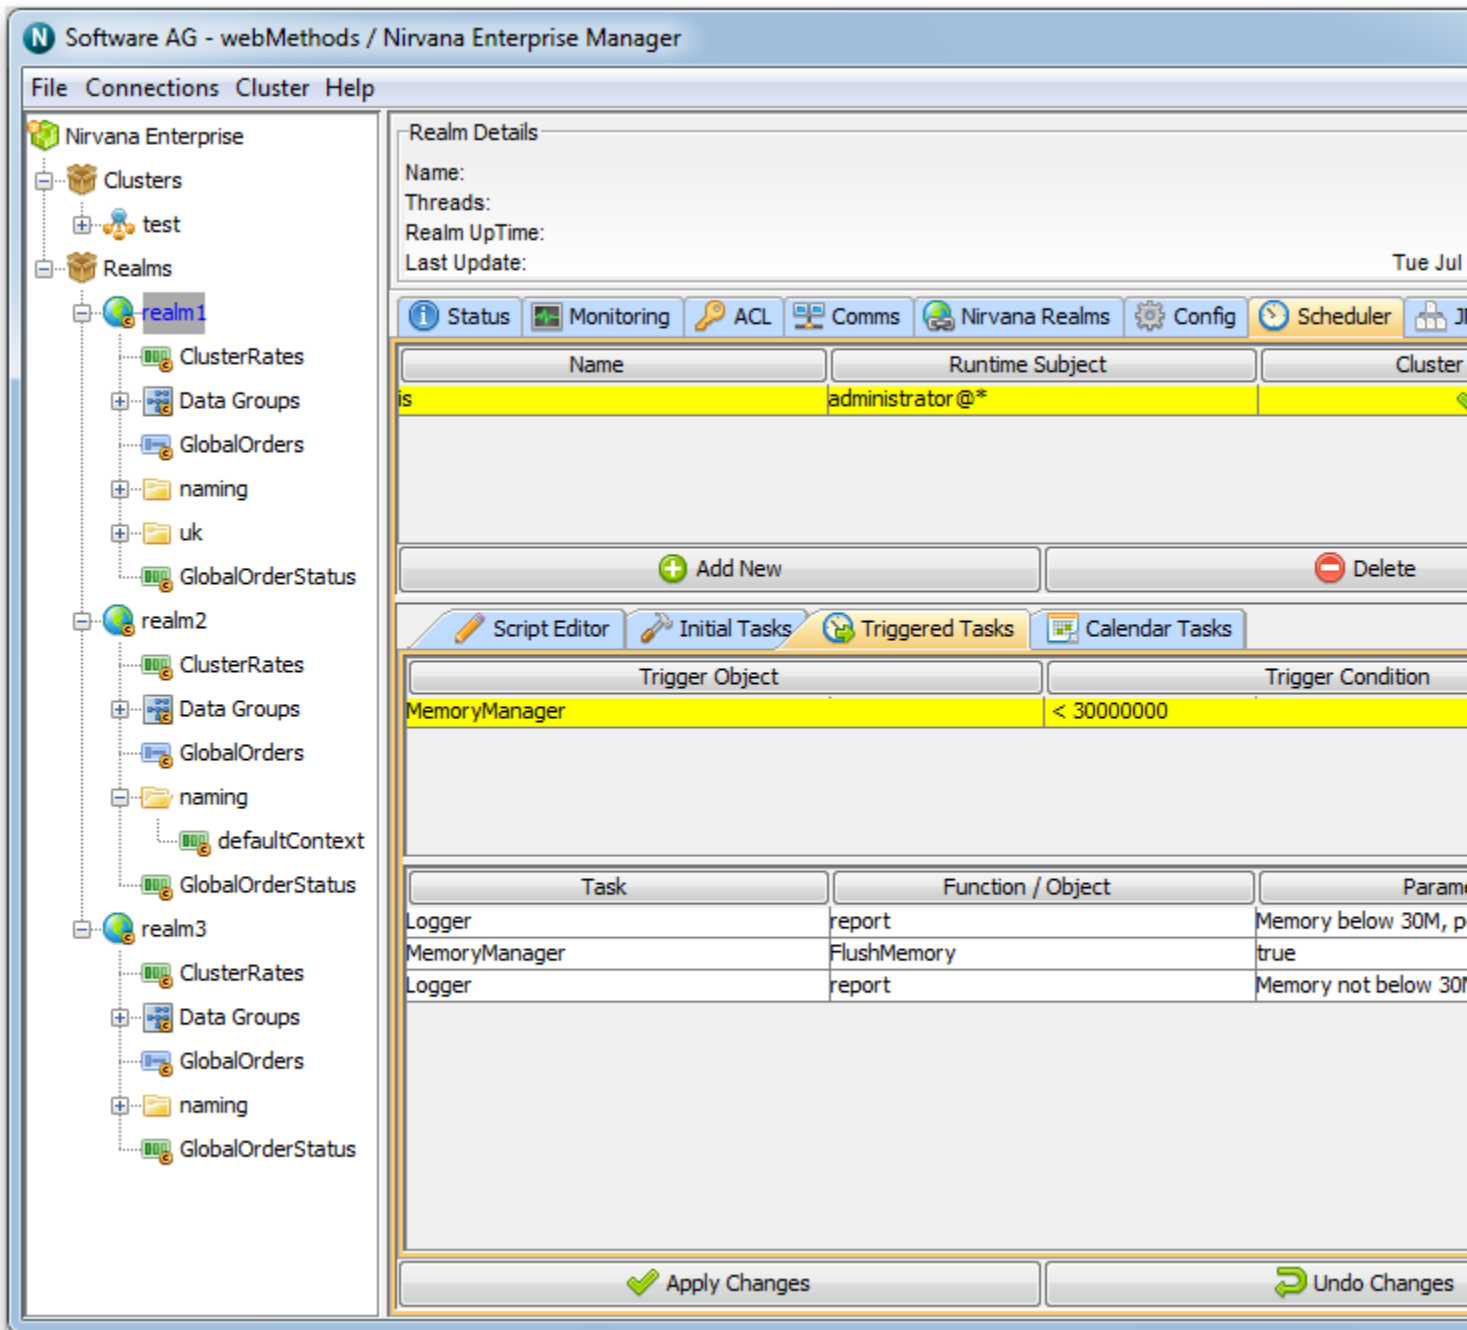 Software AG - webMethods / Nirvana Enterprise Manager
File Connections Cluster Help
Nirvana Enterprise
Clusters
test
Realms
realm1
ClusterRates
Data Groups
GlobalOrders
naming
uk
GlobalOrderStatus
realm2
ClusterRates
Data Groups
GlobalOrders
naming
defaultContext
GlobalOrderStatus
realm3
ClusterRates
Data Groups
GlobalOrders
naming
GlobalOrderStatus
Realm Details
Name:
Threads:
Realm UpTime:
Last Update: Tue Jul
Status Monitoring ACL Comms Nirvana Realms Config Scheduler
Name Runtime Subject Cluster
is administrator@*
Add New Delete
Script Editor Initial Tasks Triggered Tasks Calendar Tasks
Trigger Object Trigger Condition
MemoryManager < 30000000
Task Function / Object Parame
Logger report Memory below 30M, p
MemoryManager FlushMemory true
Logger report Memory not below 30M
Apply Changes Undo Changes